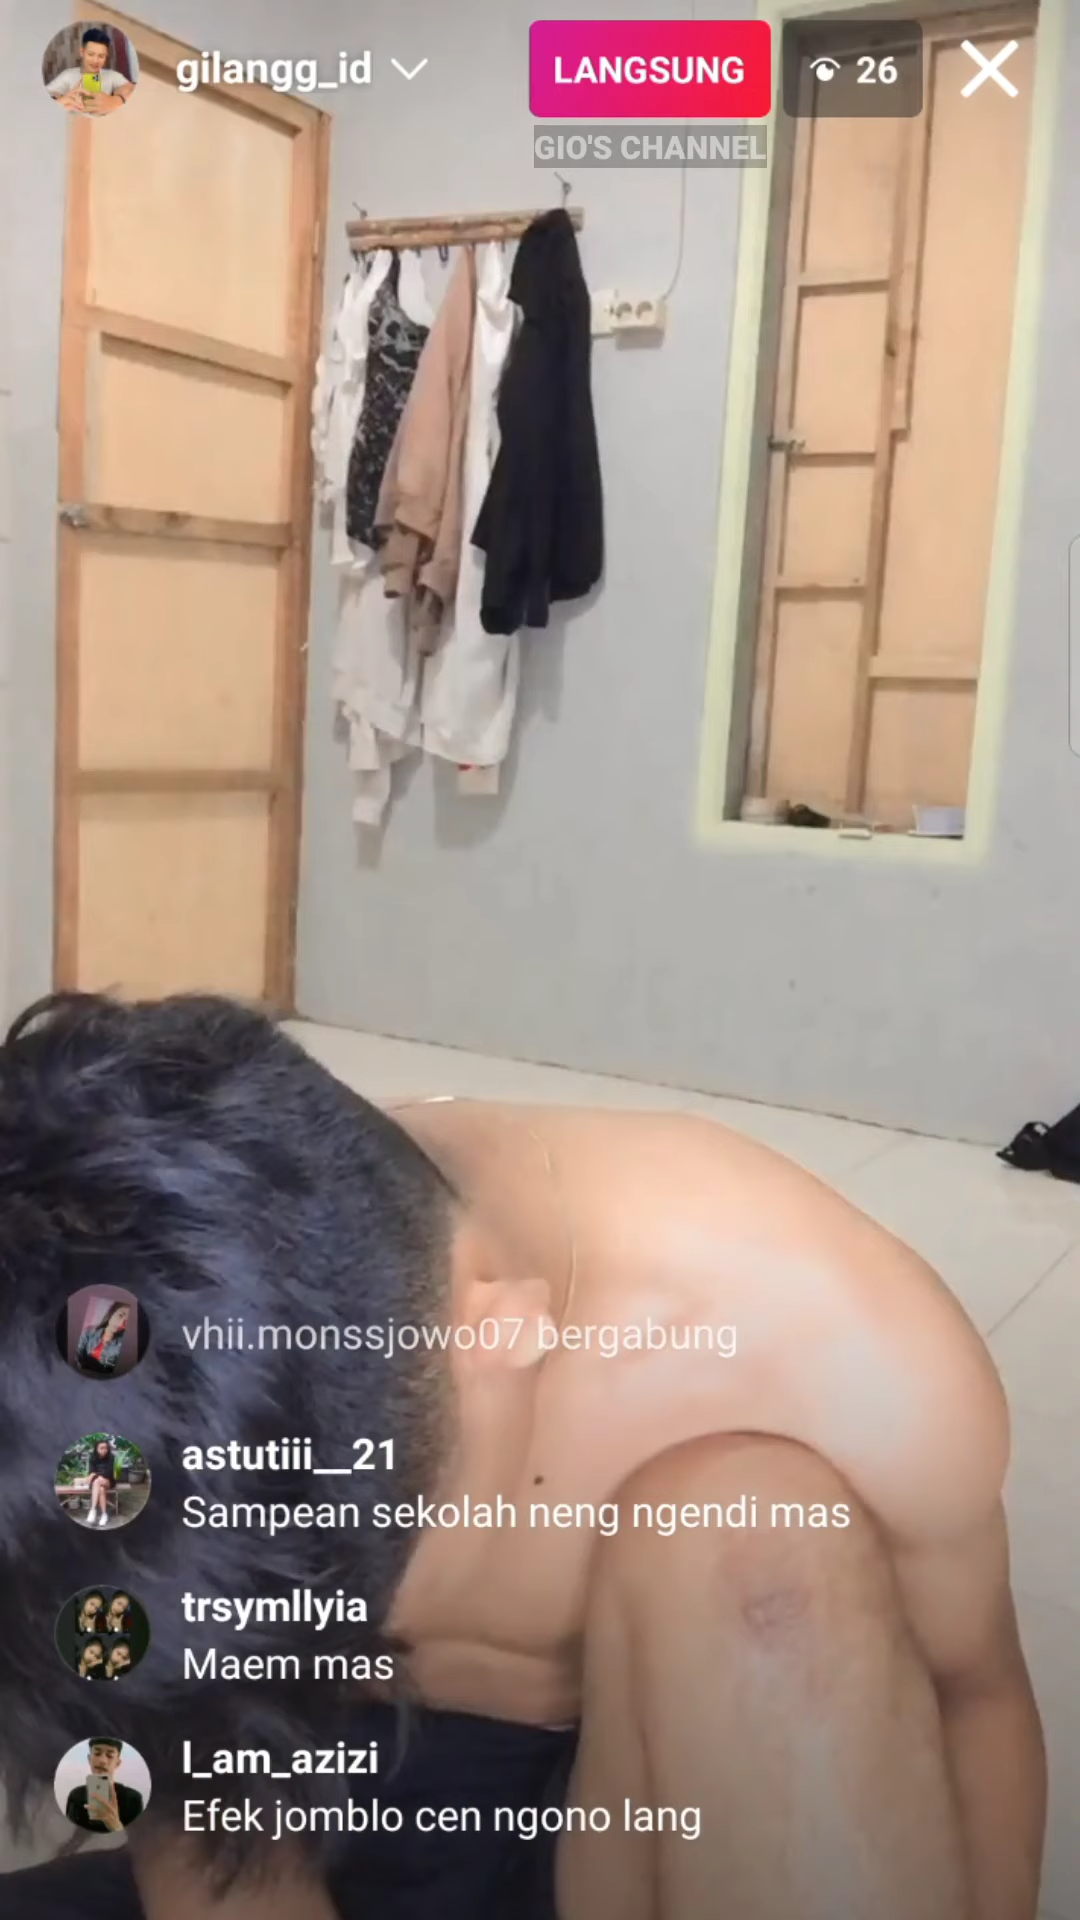 gilangg_id
LANGSUNG
26
GIO'S CHANNEL
vhii.monssjowo07 bergabung
astutiii__21
Sampean sekolah neng ngendi mas
trsymllyia
Maem mas
l_am_azizi
Efek jomblo cen ngono lang